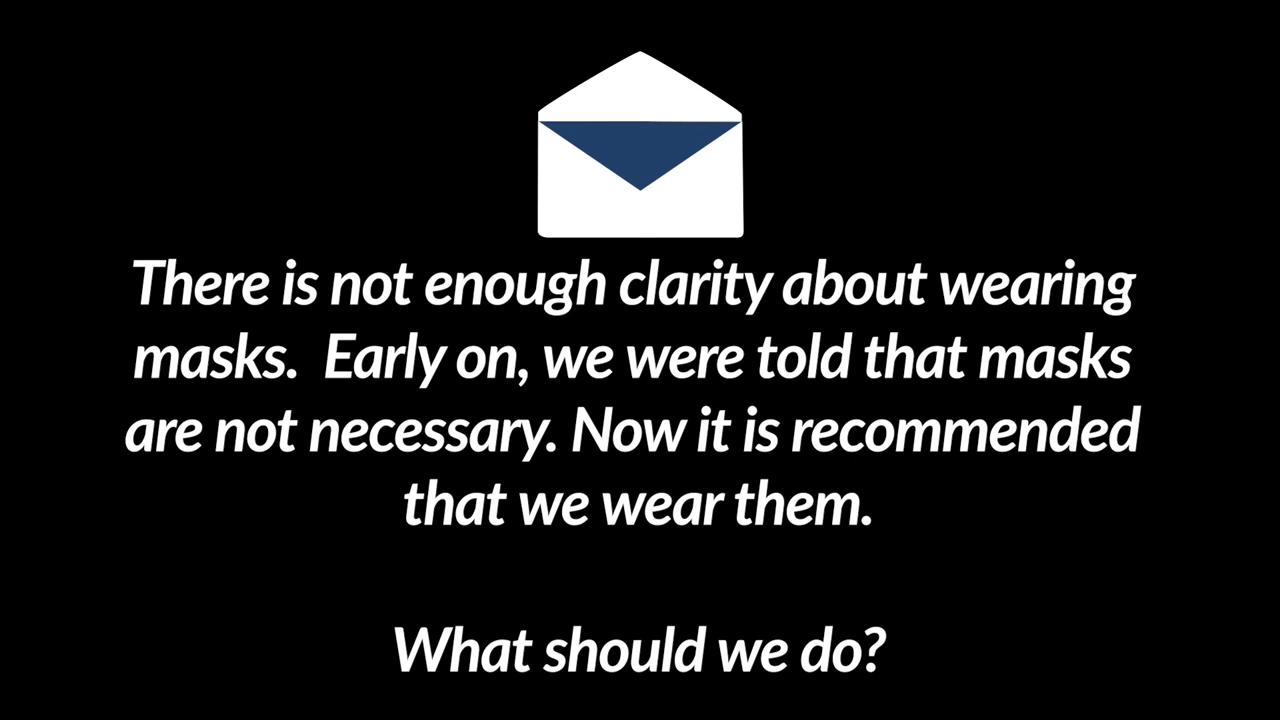 There is not enough clarity about wearing
masks.  Early on, we were told that masks
are not necessary. Now it is recommended
that we wear them.
What should we do?